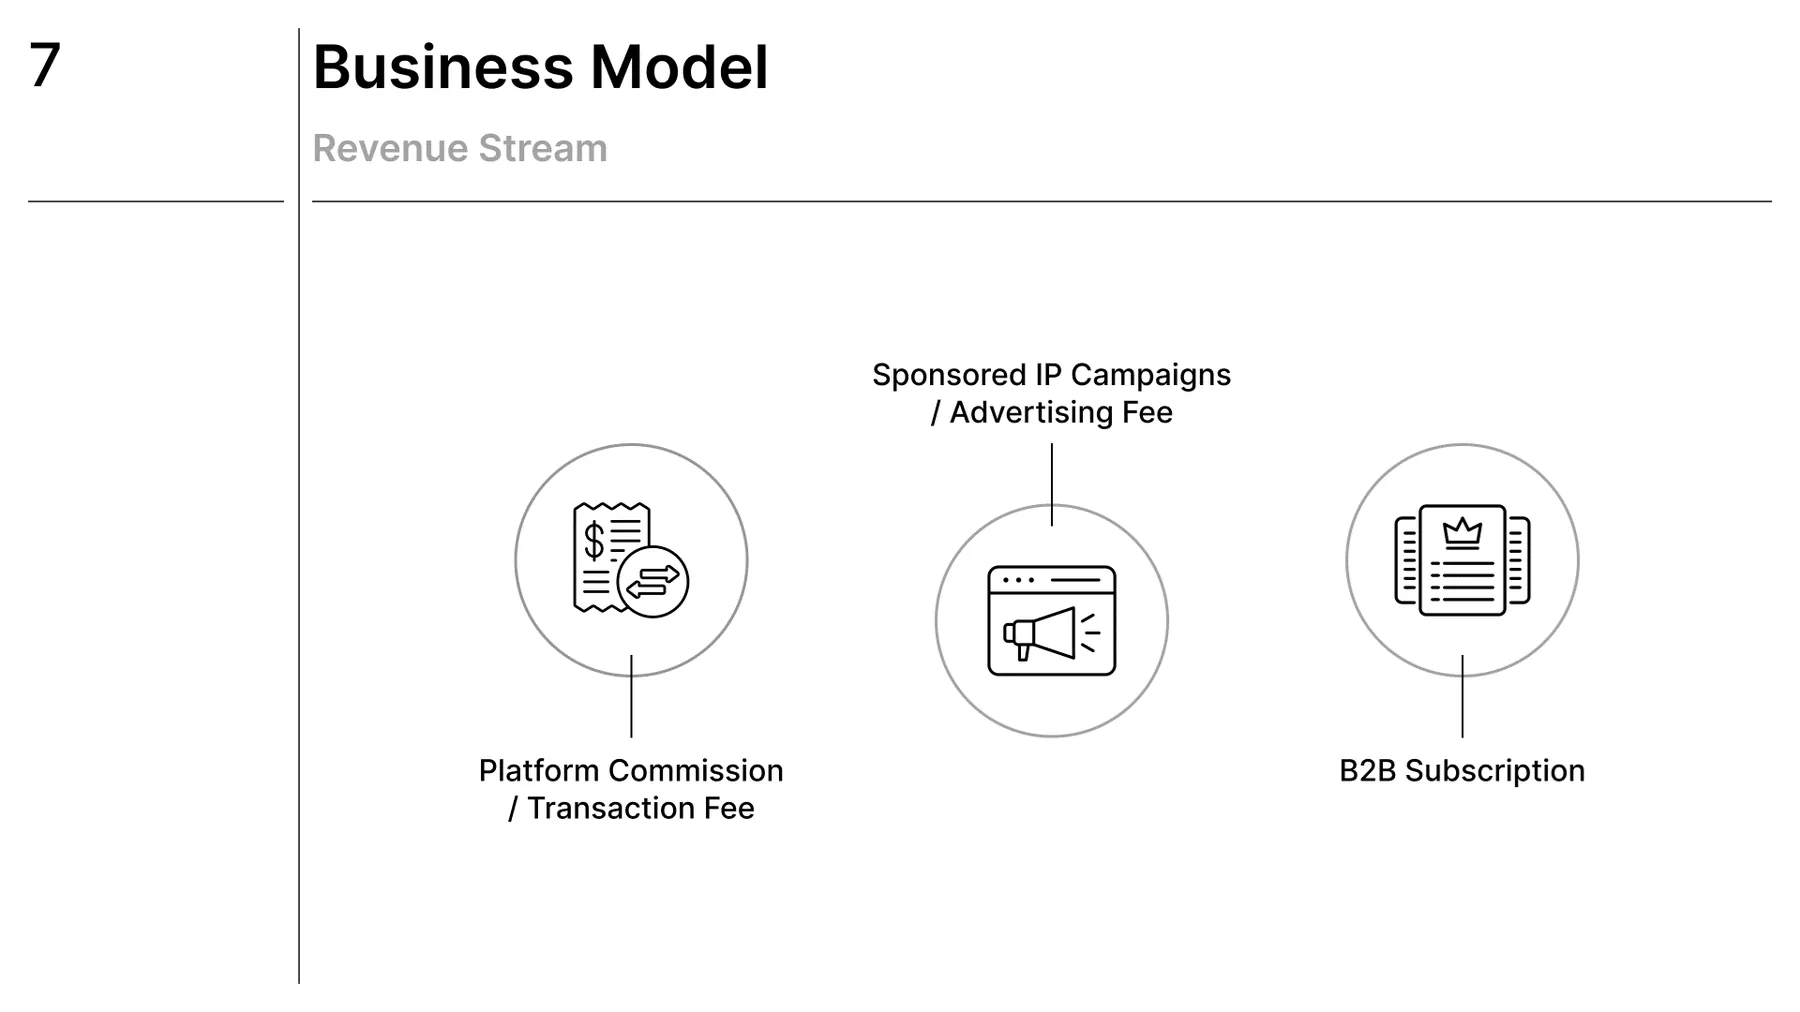 7
Business Model
Revenue Stream
Sponsored IP Campaigns
/ Advertising Fee
$
Platform Commission
/ Transaction Fee
B2B Subscription